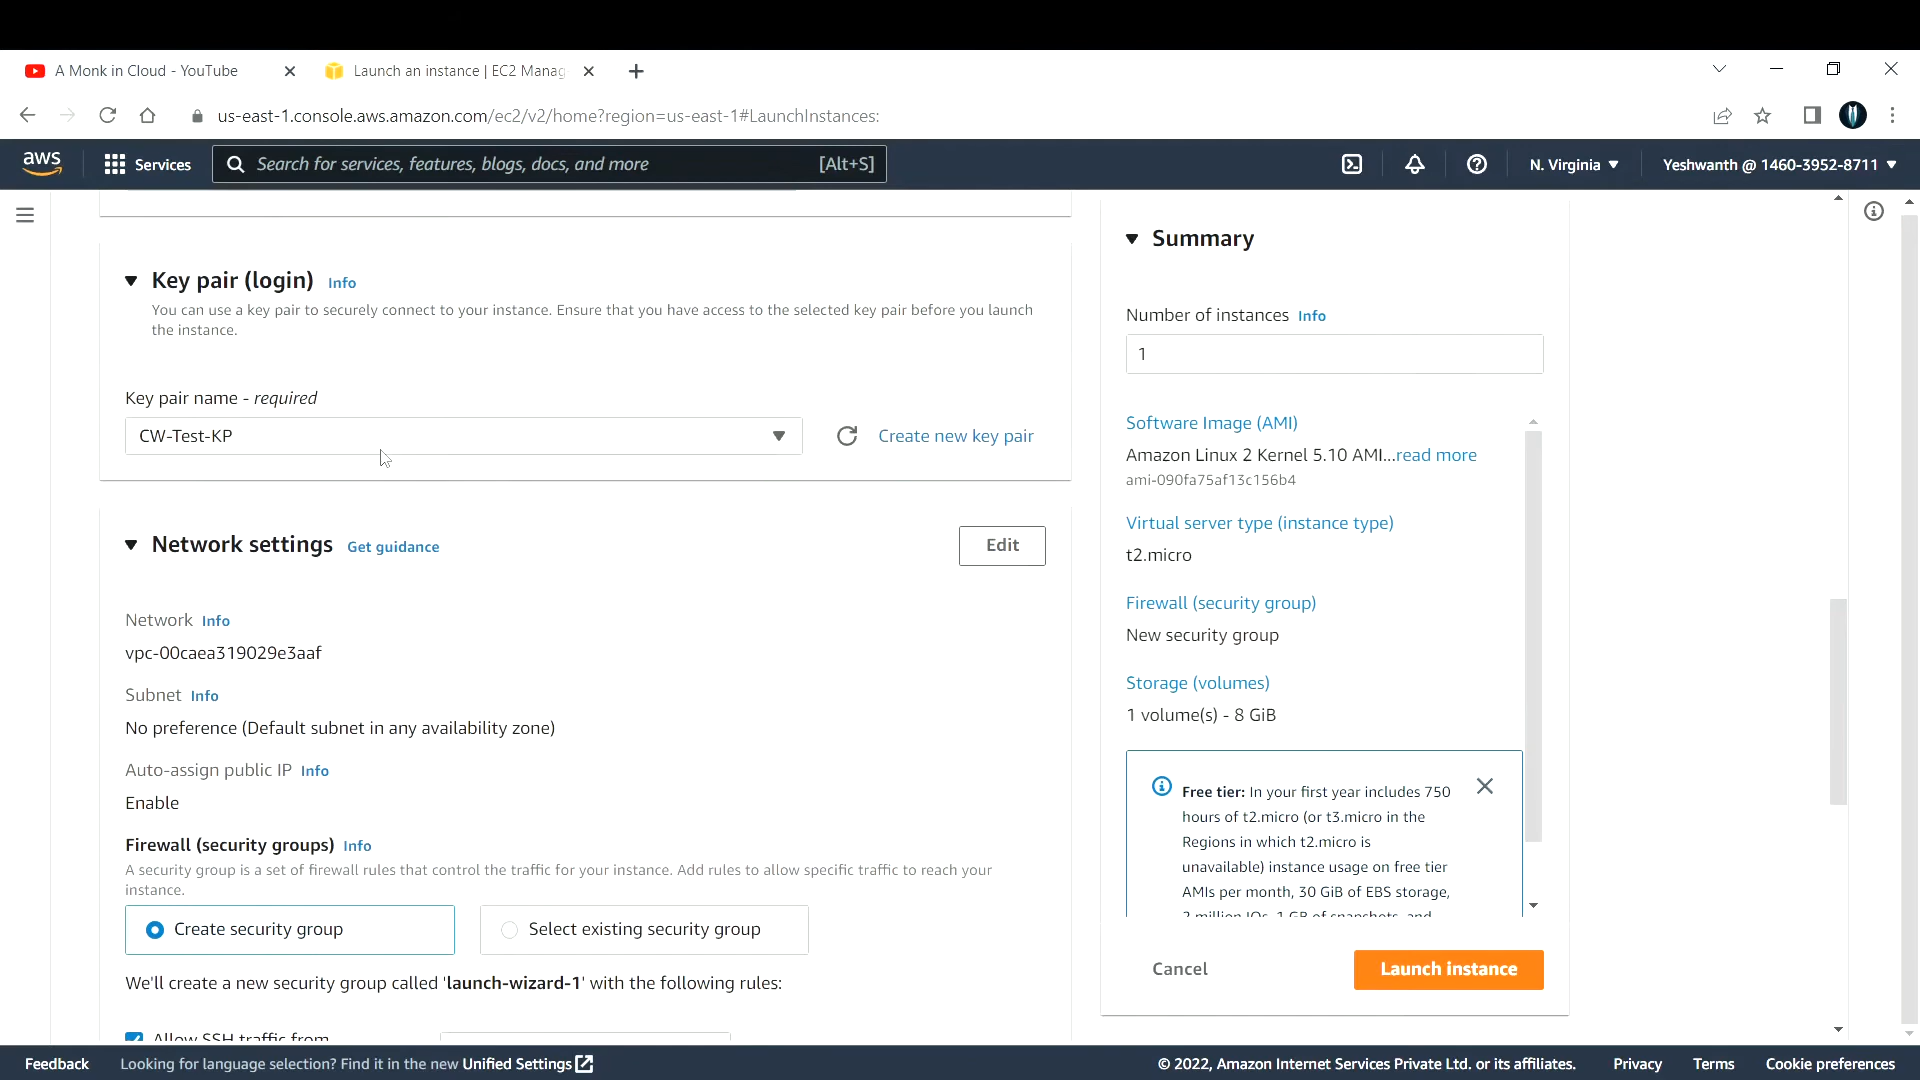 A Monk in Cloud - YouTube
Launch an instance | EC2 Manag
us-east-1.console.aws.amazon.com/ec2/v2/home?region=us-east-1#LaunchInstances:
aws
Services
Search for services, features, blogs, docs, and more
[Alt+S]
N. Virginia
Yeshwanth @ 1460-3952-8711
Key pair (login) Info
You can use a key pair to securely connect to your instance. Ensure that you have access to the selected key pair before you launch
the instance.
Key pair name - required
CW-Test-KP
Create new key pair
Network settings Get guidance
Edit
Network Info
vpc-00caea319029e3aaf
Subnet Info
No preference (Default subnet in any availability zone)
Auto-assign public IP Info
Enable
Firewall (security groups) Info
A security group is a set of firewall rules that control the traffic for your instance. Add rules to allow specific traffic to reach your
instance.
Create security group
Select existing security group
We'll create a new security group called 'launch-wizard-1' with the following rules:
Allow SSH traffic from
Summary
Number of instances Info
1
Software Image (AMI)
Amazon Linux 2 Kernel 5.10 AMI...read more
ami-090fa75af13c156b4
Virtual server type (instance type)
t2.micro
Firewall (security group)
New security group
Storage (volumes)
1 volume(s) - 8 GiB
Free tier: In your first year includes 750
hours of t2.micro (or t3.micro in the
Regions in which t2.micro is
unavailable) instance usage on free tier
AMIs per month, 30 GiB of EBS storage,
2 million IOs, 1 GB of snapshots, and
Cancel
Launch instance
Feedback
Looking for language selection? Find it in the new Unified Settings
© 2022, Amazon Internet Services Private Ltd. or its affiliates.
Privacy
Terms
Cookie preferences